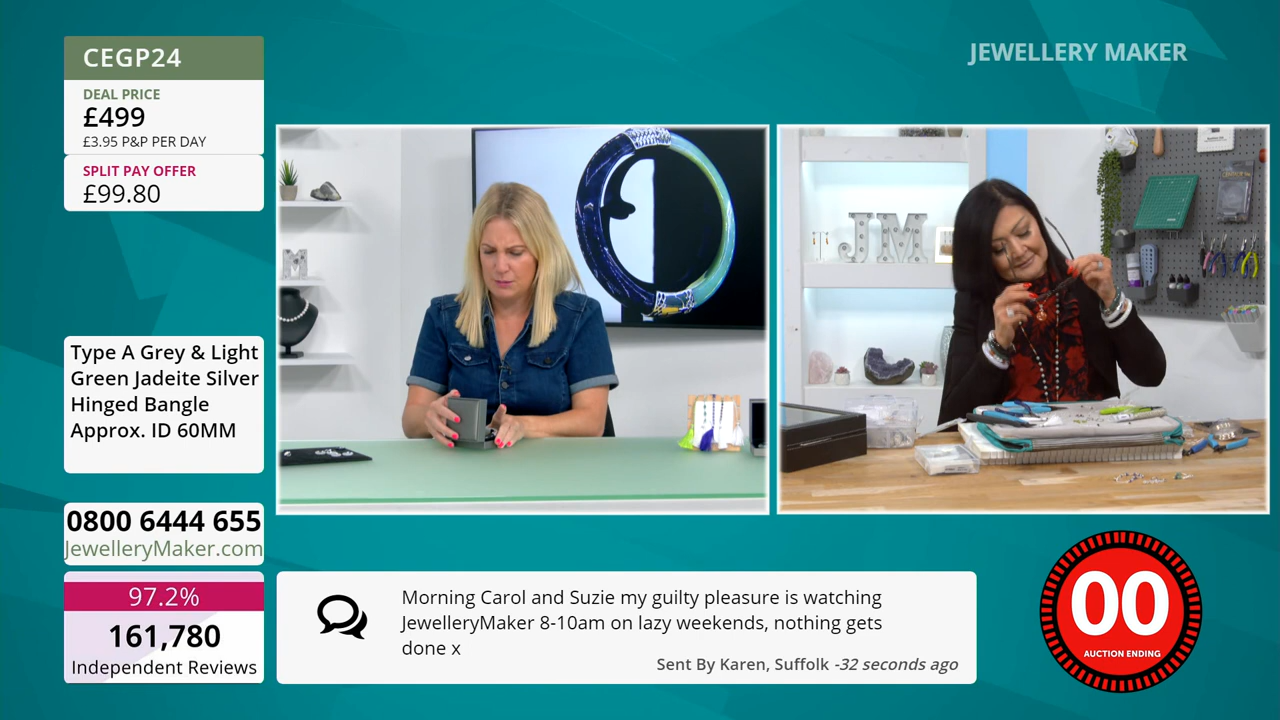 CEGP24
DEAL PRICE
£499
£3.95 P&P PER DAY
SPLIT PAY OFFER
£99.80
Type A Grey & Light
Green Jadeite Silver
Hinged Bangle
Approx. ID 60MM
0800 6444 655
JewelleryMaker.com
97.2%
161,780
Independent Reviews
JEWELLERY MAKER
M
JM
Morning Carol and Suzie my guilty pleasure is watching
JewelleryMaker 8-10am on lazy weekends, nothing gets
done x
Sent By Karen, Suffolk -32 seconds ago
00
AUCTION ENDING